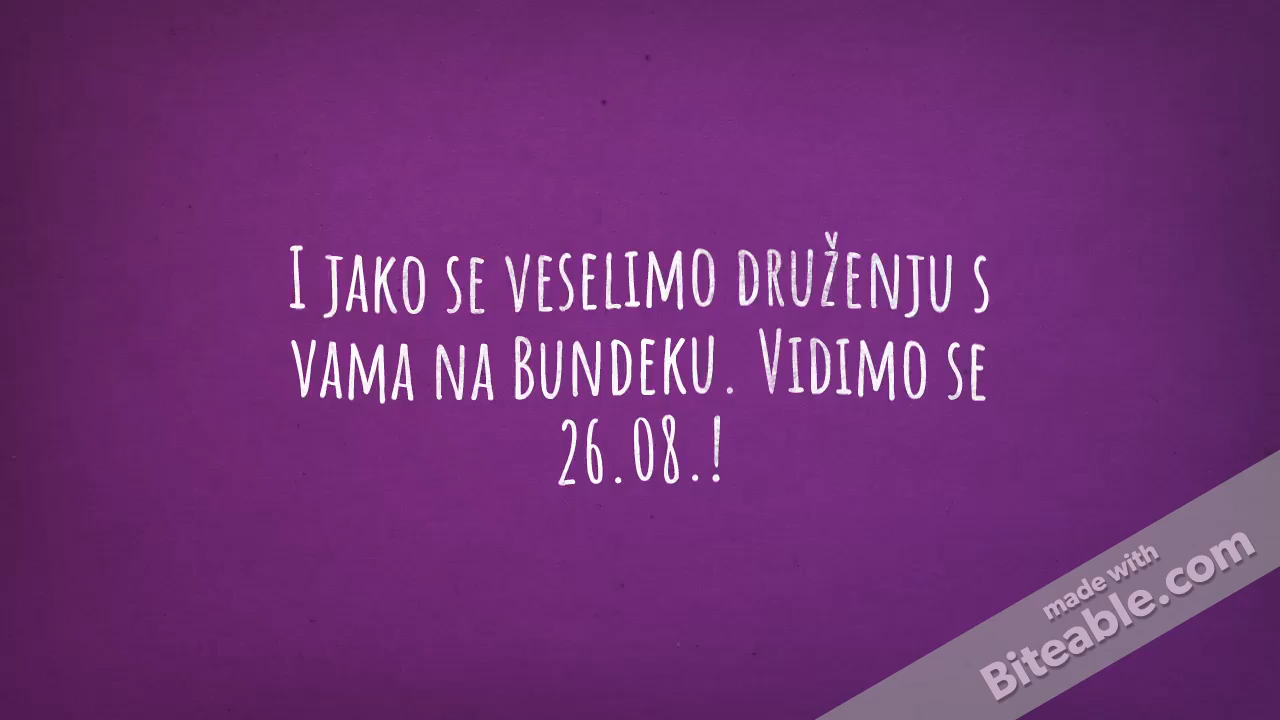 I jako se veselimo druženju s
vama na Bundeku. Vidimo se
26.08.!
made with
Biteable.com